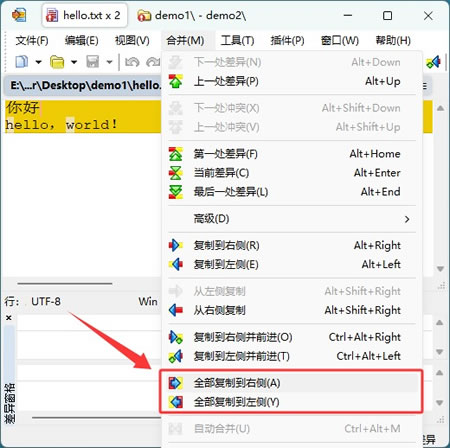 hello.txt x 2
demo1\ - demo2\
文件(F) 编辑(E) 视图(V) 合并(M) 工具(T) 插件(P) 窗口(W) 帮助(H)
E:\...r\Desktop\demo1\hello.
你好
hello, world!
下一处差异(N) Alt+Down
上一处差异(P) Alt+Up
下一处冲突(X) Alt+Shift+Down
上一处冲突(V) Alt+Shift+Up
第一处差异(F) Alt+Home
当前差异(C) Alt+Enter
最后一处差异(L) Alt+End
高级(D)
复制到右侧(R) Alt+Right
复制到左侧(E) Alt+Left
从左侧复制 Alt+Shift+Right
从右侧复制 Alt+Shift+Right
复制到右侧并前进(O) Ctrl+Alt+Right
复制到左侧并前进(T) Ctrl+Alt+Left
全部复制到右侧(A)
全部复制到左侧(Y)
自动合并(U) Ctrl+Alt+M
行: UTF-8 Win
差异窗格
差异